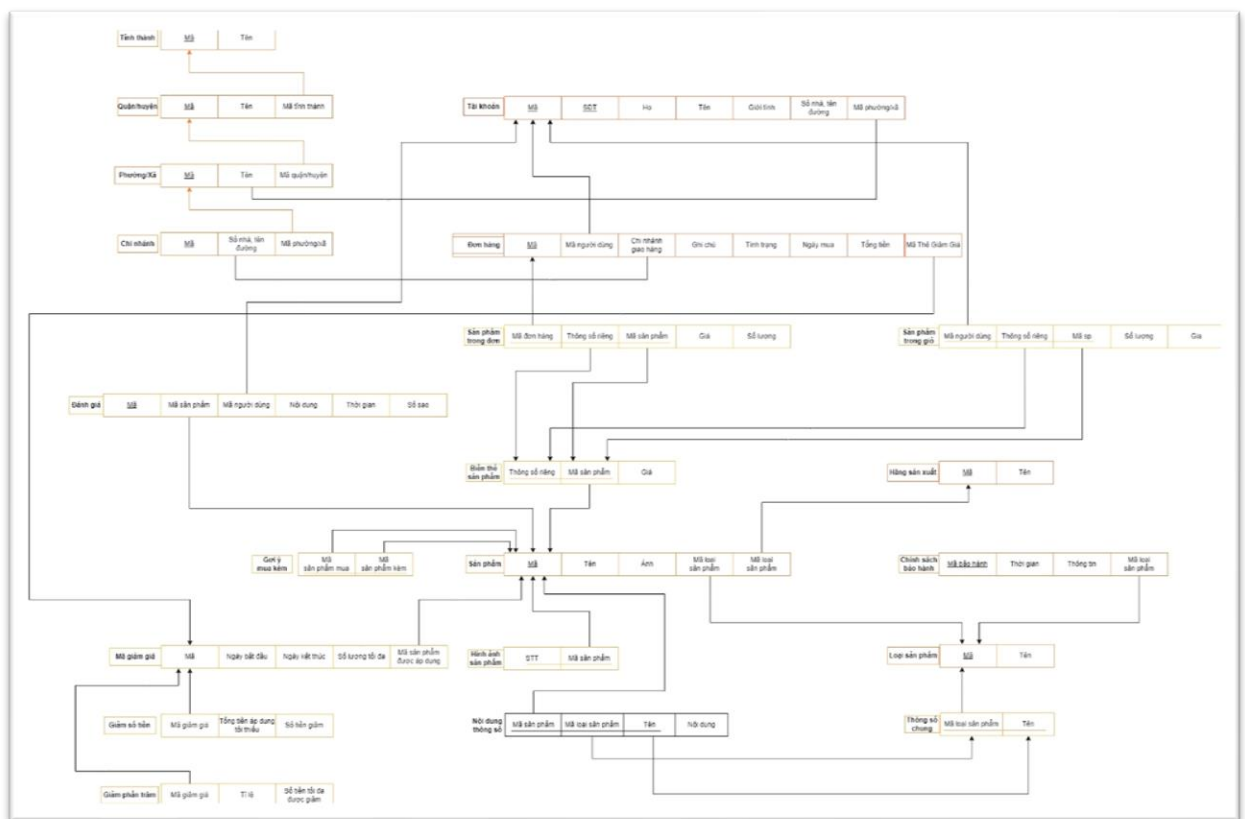 Tỉnh thành Mã Tên
Quận/huyện Mã Tên Mã tỉnh thành
Tài khoản Mã SĐT Họ Tên Giới tính Số nhà, tên đường Mã phường/xã
Phường/Xã Mã Tên Mã quận/huyện
Chi nhánh Mã Số nhà, tên đường Mã phường/xã
Đơn hàng Mã Mã người dùng Chi nhánh giao hàng Ghi chú Tình trạng Ngày mua Tổng tiền Mã Thẻ Giảm Giá
Sản phẩm trong đơn Mã đơn hàng Thông số riêng Mã sản phẩm Giá Số lượng
Sản phẩm trong giỏ Mã người dùng Thông số riêng Mã sp Số lượng Gia
Đánh giá Mã Mã sản phẩm Mã người dùng Nội dung Thời gian Số sao
Biến thể sản phẩm Thông số riêng Mã sản phẩm Giá
Hãng sản xuất Mã Tên
Gợi ý mua kèm Mã sản phẩm mua Mã sản phẩm kèm
Sản phẩm Mã Tên Ảnh Mã loại sản phẩm Mã loại sản phẩm
Chính sách bảo hành Mã bảo hành Thời gian Thông tin Mã loại sản phẩm
Mã giảm giá Mã Ngày bắt đầu Ngày kết thúc Số lượng tối đa Mã sản phẩm được áp dụng
Hình ảnh sản phẩm STT Mã sản phẩm
Loại sản phẩm Mã Tên
Giảm số tiền Mã giảm giá Tổng tiền áp dụng tối thiểu Số tiền giảm
Nội dung thông số Mã sản phẩm Mã loại sản phẩm Tên Nội dung
Thông số chung Mã loại sản phẩm Tên
Giảm phần trăm Mã giảm giá Tỉ lệ Số tiền tối đa được giảm